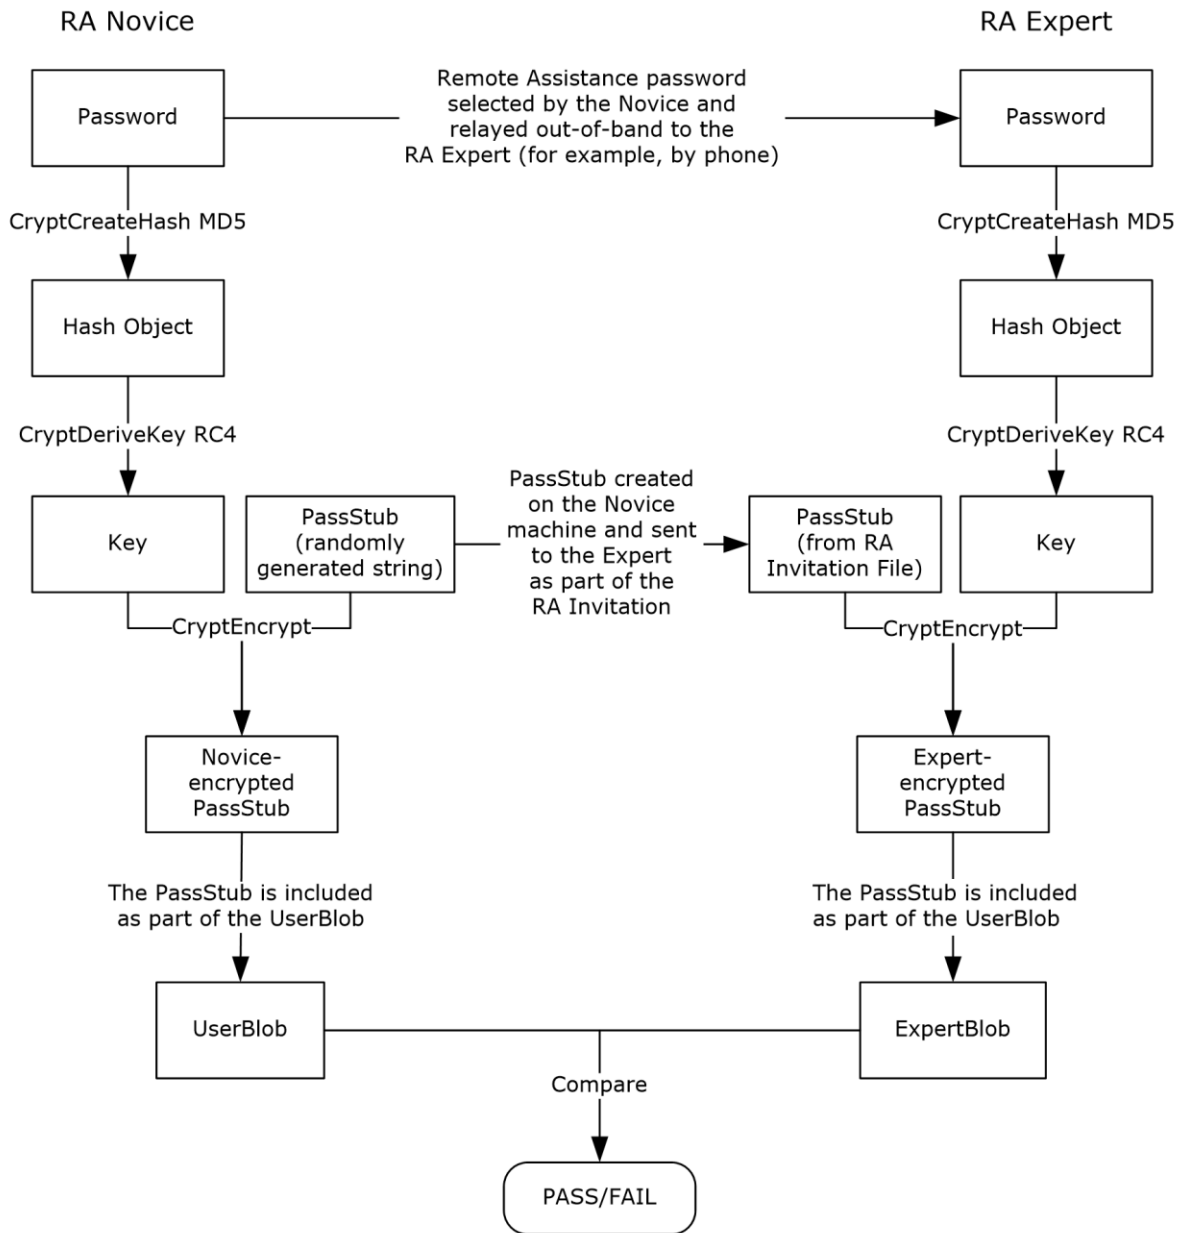 RA Novice
RA Expert
Password
Remote Assistance password
selected by the Novice and
relayed out-of-band to the
RA Expert (for example, by phone)
Password
CryptCreateHash MD5
CryptCreateHash MD5
Hash Object
Hash Object
CryptDeriveKey RC4
CryptDeriveKey RC4
Key
PassStub
(randomly
generated string)
PassStub created
on the Novice
machine and sent
to the Expert
as part of the
RA Invitation
PassStub
(from RA
Invitation File)
Key
CryptEncrypt
CryptEncrypt
Novice-
encrypted
PassStub
Expert-
encrypted
PassStub
The PassStub is included
as part of the UserBlob
The PassStub is included
as part of the UserBlob
UserBlob
ExpertBlob
Compare
PASS/FAIL